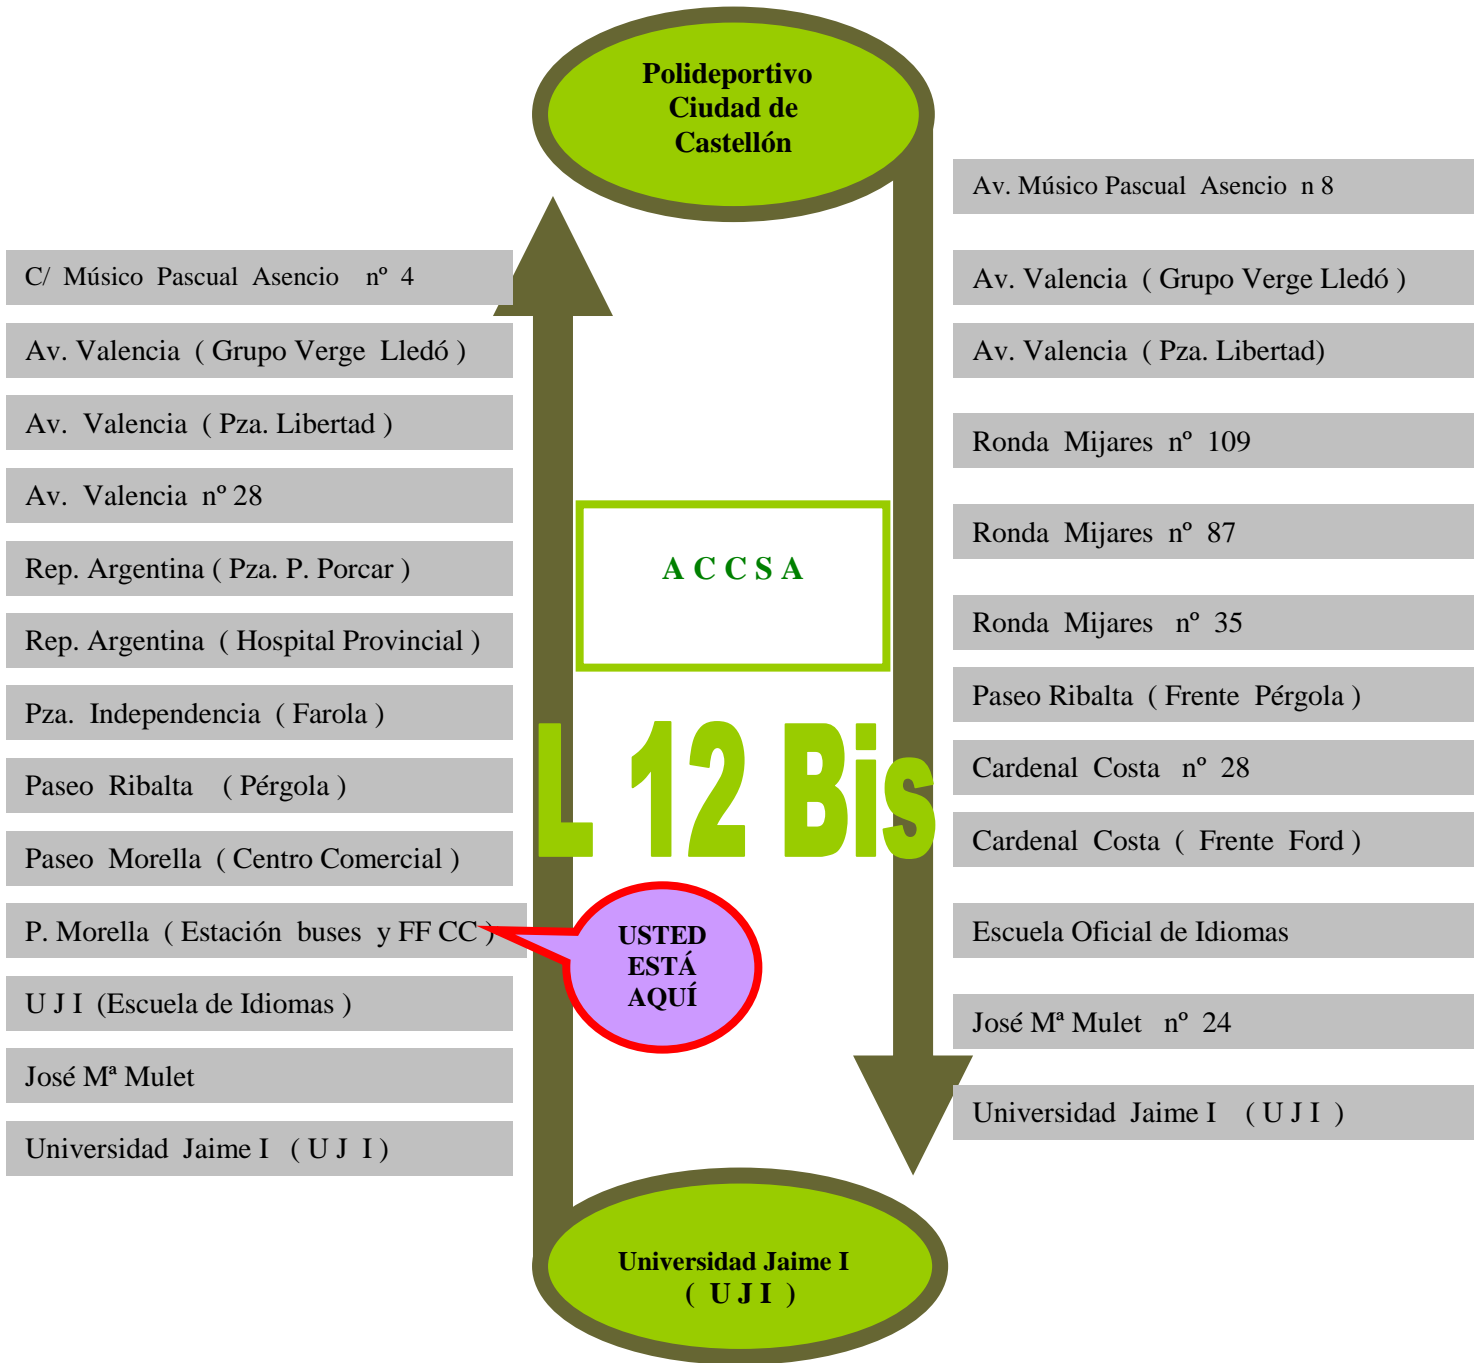 Polideportivo
Ciudad de
Castellón
C/ Músico Pascual Asencio nº 4
Av. Valencia ( Grupo Verge Lledó )
Av. Valencia ( Pza. Libertad )
Av. Valencia nº 28
Rep. Argentina ( Pza. P. Porcar )
Rep. Argentina ( Hospital Provincial )
Pza. Independencia ( Farola )
Paseo Ribalta ( Pérgola )
Paseo Morella ( Centro Comercial )
P. Morella ( Estación buses y FF CC )
U J I (Escuela de Idiomas )
José Mª Mulet
Universidad Jaime I ( U J I )
A C C S A
L 12 Bis
USTED
ESTÁ
AQUÍ
Av. Músico Pascual Asencio n 8
Av. Valencia ( Grupo Verge Lledó )
Av. Valencia ( Pza. Libertad)
Ronda Mijares nº 109
Ronda Mijares nº 87
Ronda Mijares nº 35
Paseo Ribalta ( Frente Pérgola )
Cardenal Costa nº 28
Cardenal Costa ( Frente Ford )
Escuela Oficial de Idiomas
José Mª Mulet nº 24
Universidad Jaime I ( U J I )
Universidad Jaime I
( U J I )